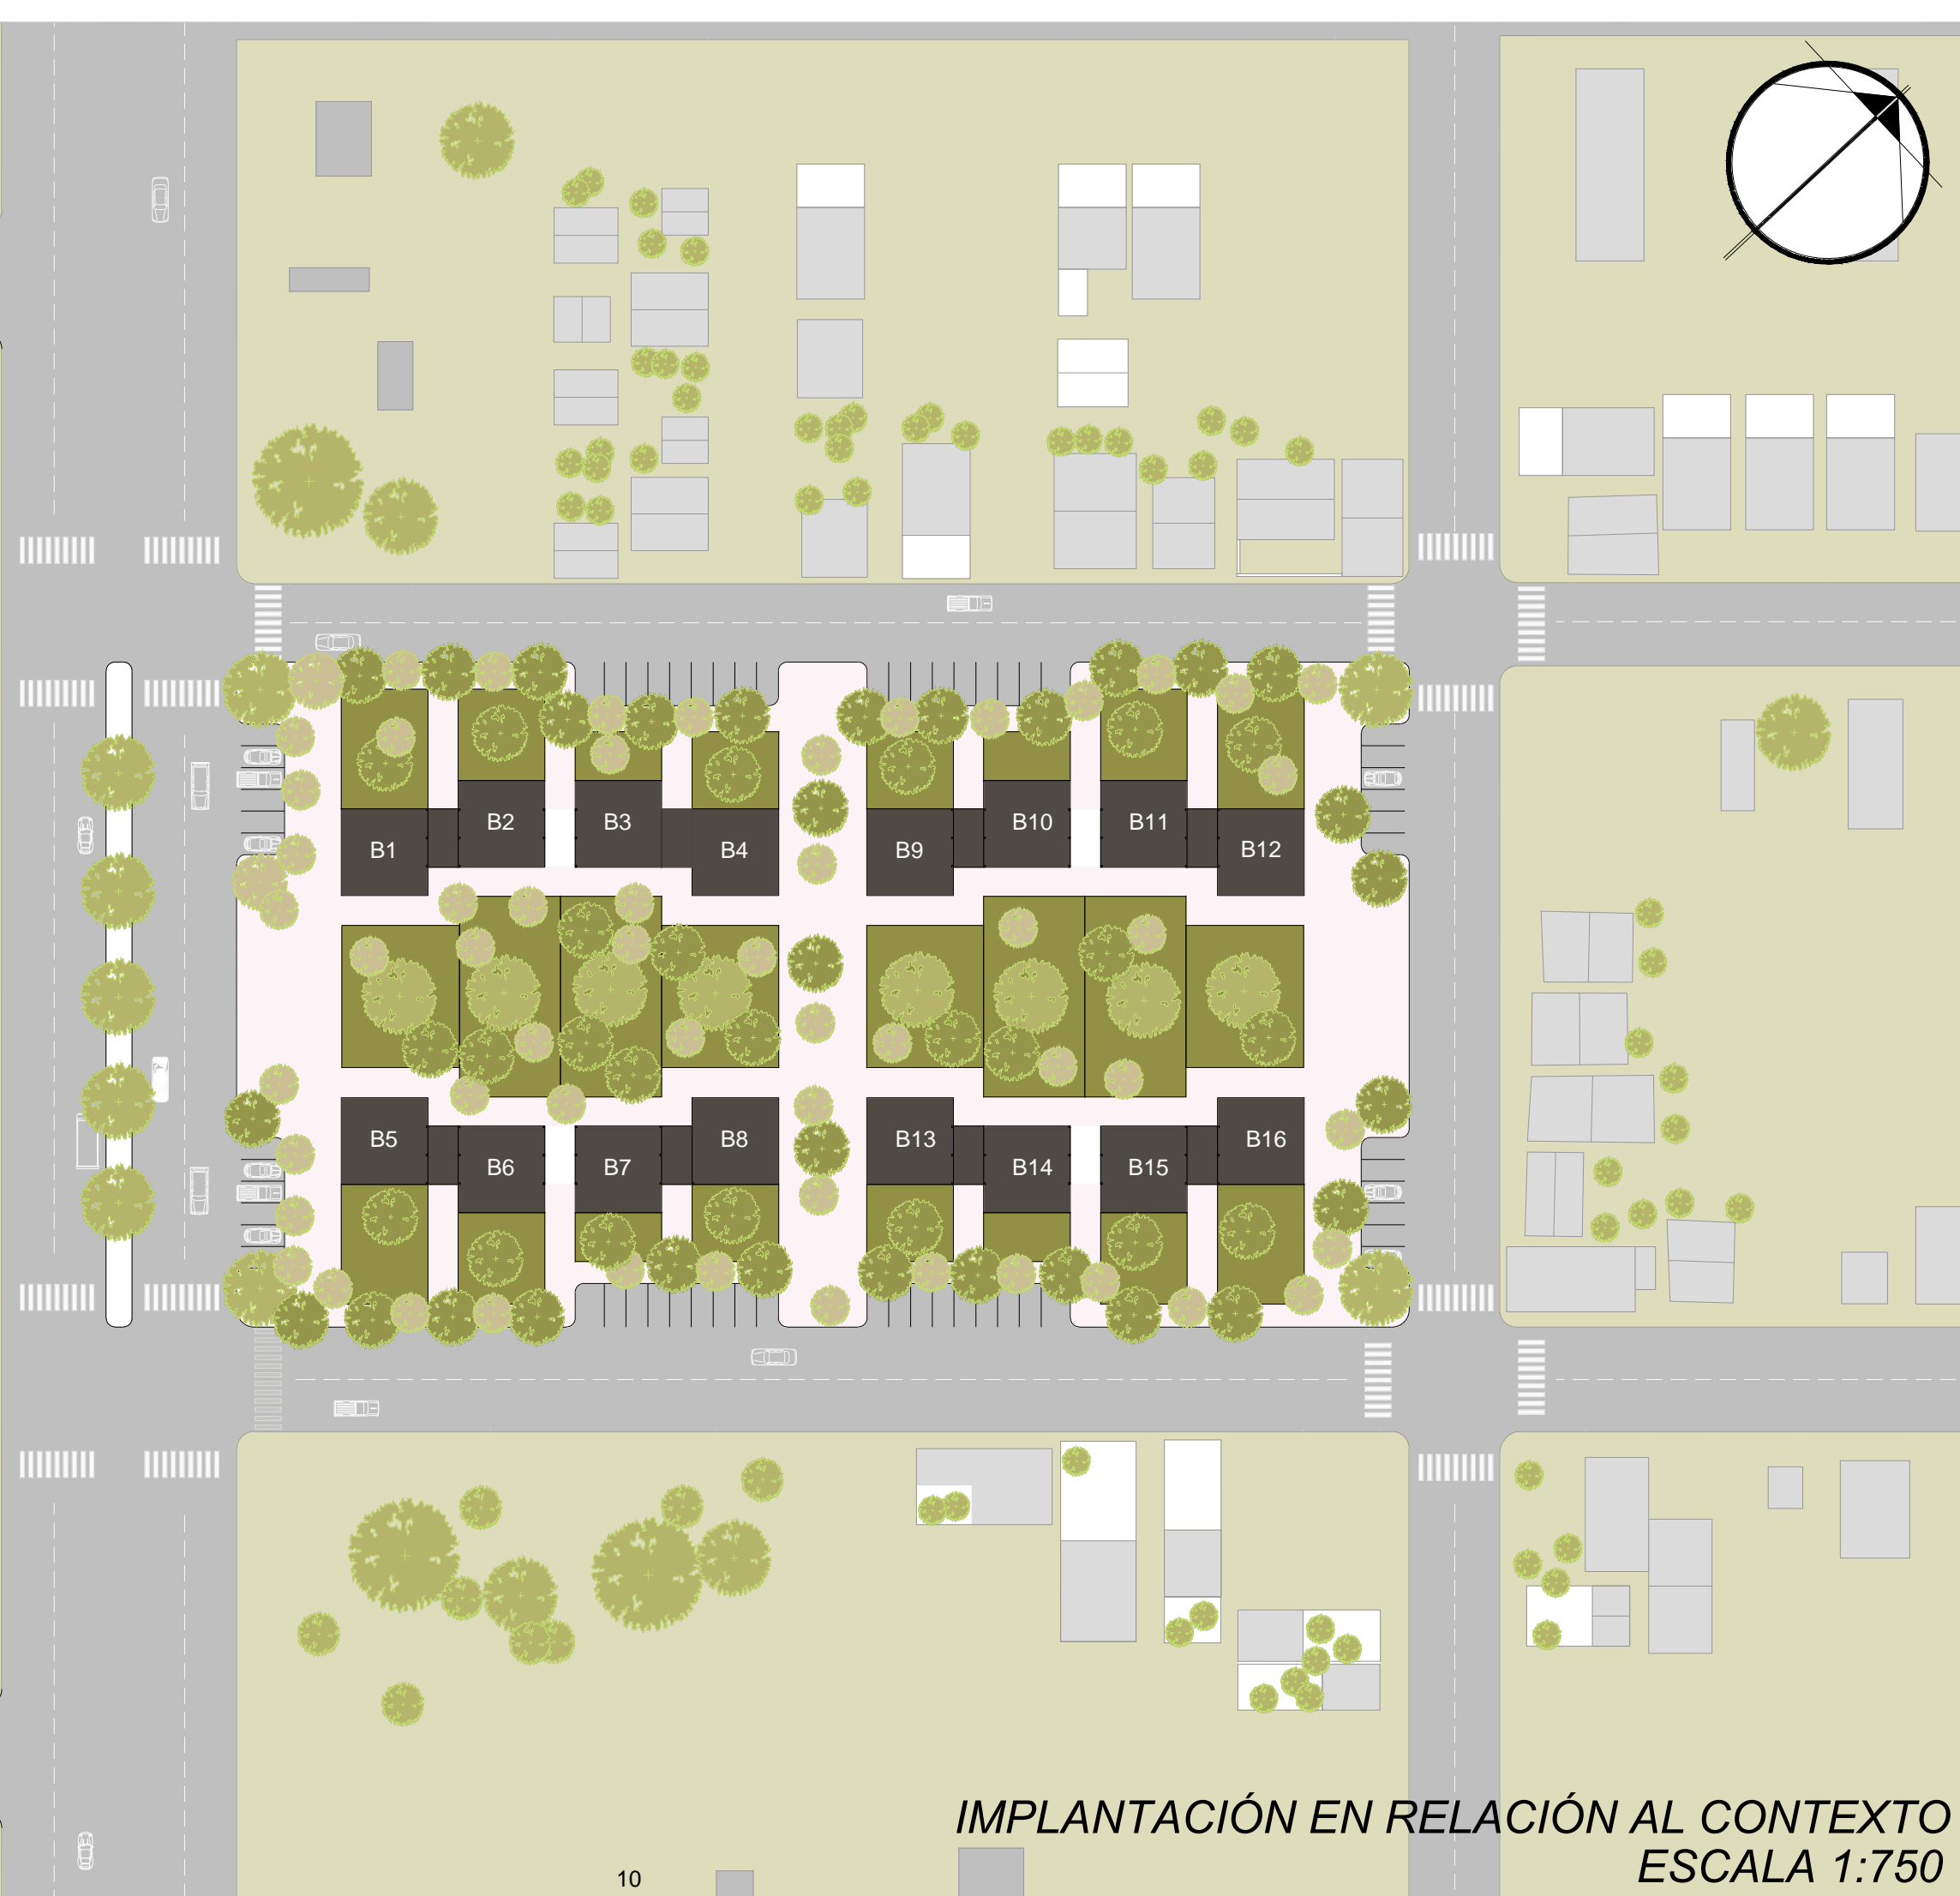 B1
B2
B3
B4
B9
B10
B11
B12
B5
B6
B7
B8
B13
B14
B15
B16
IMPLANTACIÓN EN RELACIÓN AL CONTEXTO
ESCALA 1:750
10